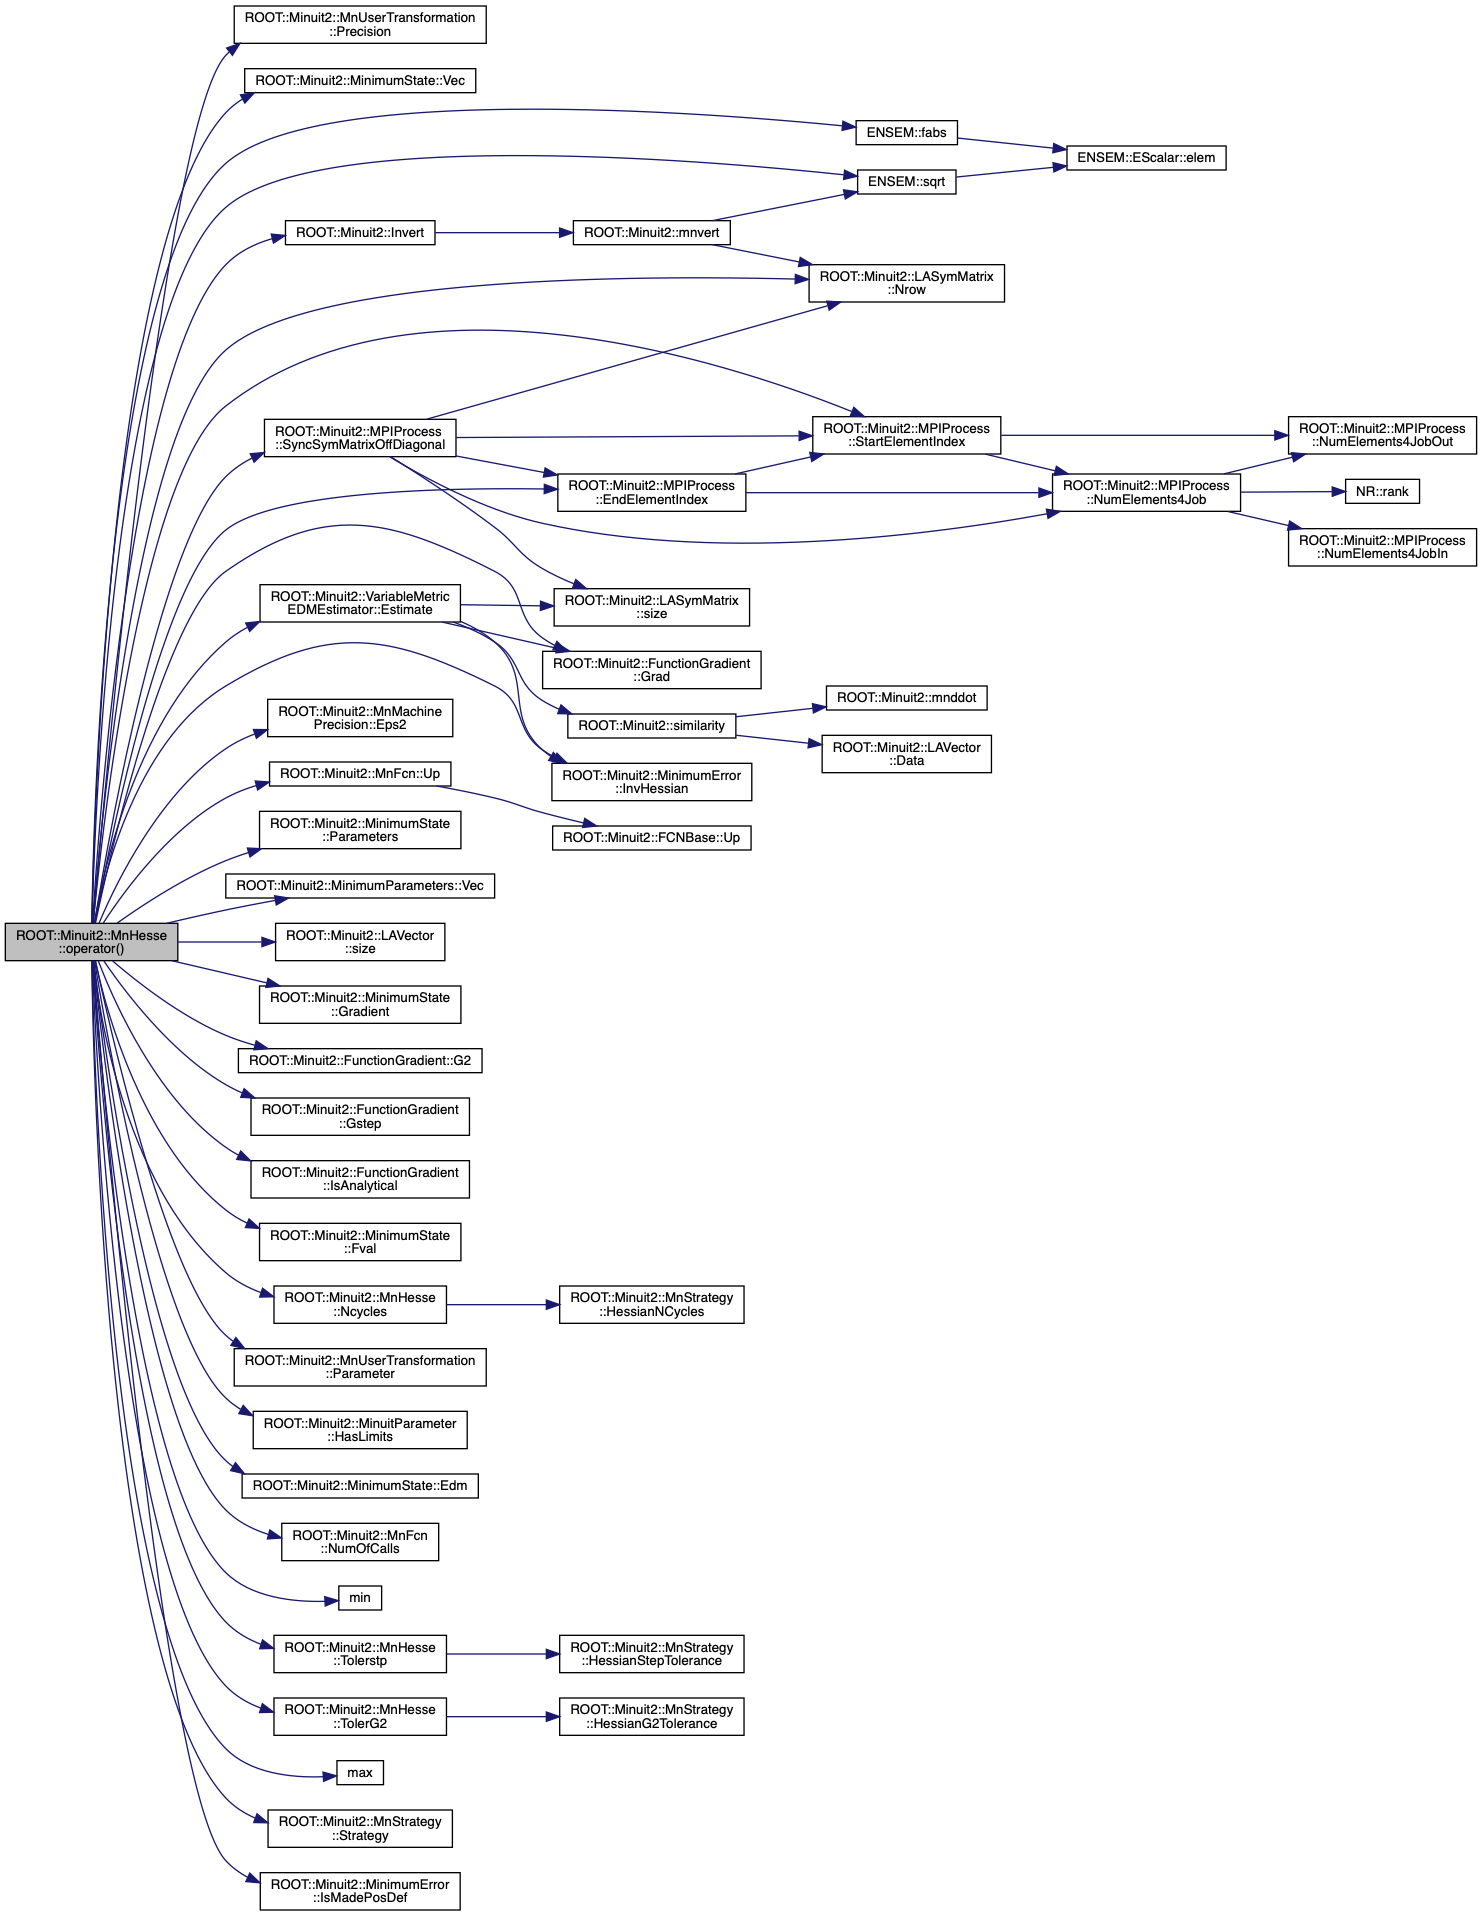 ROOT::Minuit2::MnUserTransformation
::Precision
ROOT::Minuit2::MinimumState::Vec
ENSEM::fabs
ENSEM::EScalar::elem
ENSEM::sqrt
ROOT::Minuit2::Invert
ROOT::Minuit2::mnvert
ROOT::Minuit2::LASymMatrix
::Nrow
ROOT::Minuit2::MPIProcess
::SyncSymMatrixOffDiagonal
ROOT::Minuit2::MPIProcess
::StartElementIndex
ROOT::Minuit2::MPIProcess
::NumElements4JobOut
ROOT::Minuit2::MPIProcess
::EndElementIndex
ROOT::Minuit2::MPIProcess
::NumElements4Job
NR::rank
ROOT::Minuit2::MPIProcess
::NumElements4JobIn
ROOT::Minuit2::VariableMetric
EDMEstimator::Estimate
ROOT::Minuit2::LASymMatrix
::size
ROOT::Minuit2::FunctionGradient
::Grad
ROOT::Minuit2::MnMachine
Precision::Eps2
ROOT::Minuit2::similarity
ROOT::Minuit2::mnddot
ROOT::Minuit2::LAVector
::Data
ROOT::Minuit2::MnFcn::Up
ROOT::Minuit2::MinimumError
::InvHessian
ROOT::Minuit2::MinimumState
::Parameters
ROOT::Minuit2::FCNBase::Up
ROOT::Minuit2::MinimumParameters::Vec
ROOT::Minuit2::MnHesse
::operator()
ROOT::Minuit2::LAVector
::size
ROOT::Minuit2::MinimumState
::Gradient
ROOT::Minuit2::FunctionGradient::G2
ROOT::Minuit2::FunctionGradient
::Gstep
ROOT::Minuit2::FunctionGradient
::IsAnalytical
ROOT::Minuit2::MinimumState
::Fval
ROOT::Minuit2::MnHesse
::Ncycles
ROOT::Minuit2::MnStrategy
::HessianNCycles
ROOT::Minuit2::MnUserTransformation
::Parameter
ROOT::Minuit2::MinuitParameter
::HasLimits
ROOT::Minuit2::MinimumState::Edm
ROOT::Minuit2::MnFcn
::NumOfCalls
min
ROOT::Minuit2::MnHesse
::Tolerstp
ROOT::Minuit2::MnStrategy
::HessianStepTolerance
ROOT::Minuit2::MnHesse
::TolerG2
ROOT::Minuit2::MnStrategy
::HessianG2Tolerance
max
ROOT::Minuit2::MnStrategy
::Strategy
ROOT::Minuit2::MinimumError
::IsMadePosDef